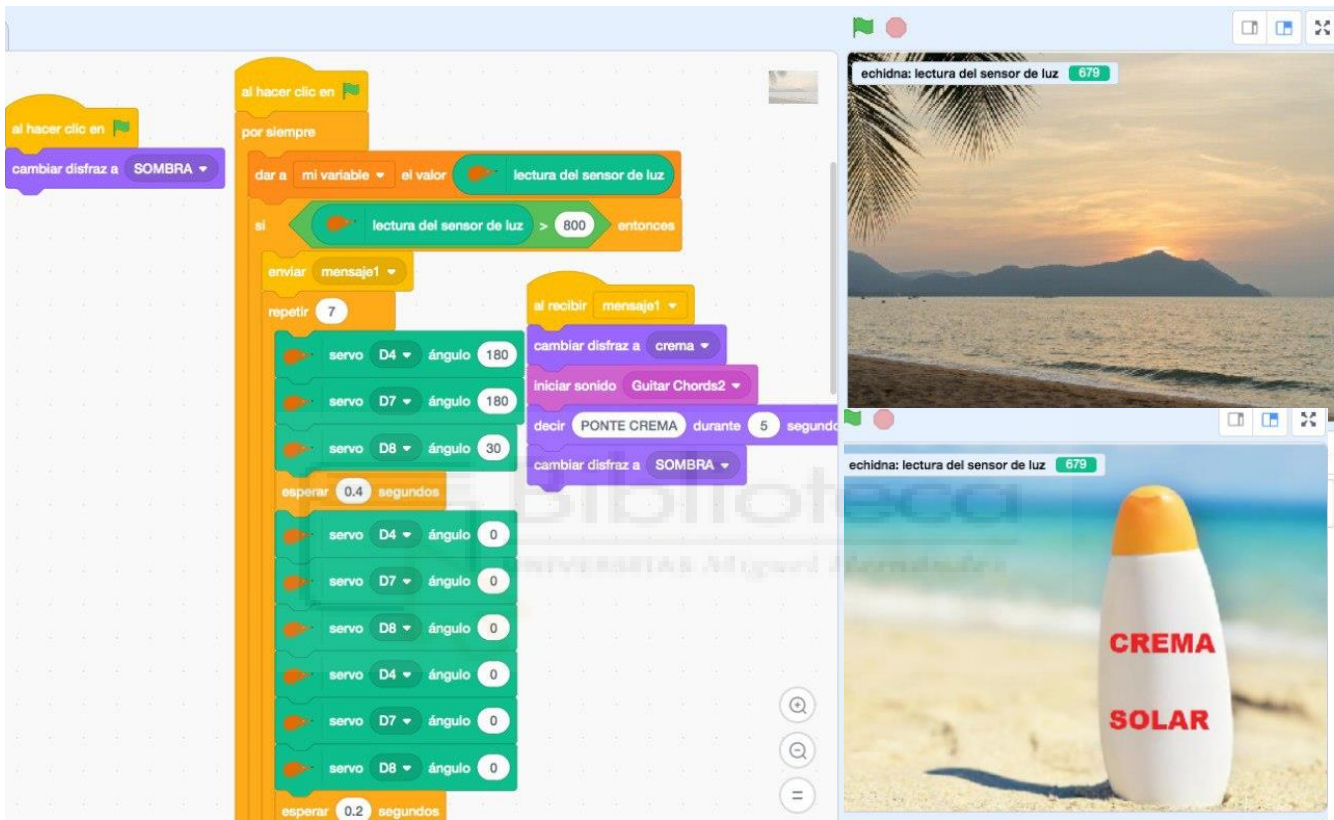 al hacer clic en
cambiar disfraz a SOMBRA
al hacer clic en
por siempre
dar a mi variable el valor lectura del sensor de luz
si lectura del sensor de luz > 800 entonces
enviar mensaje1
repetir 7
servo D4 ángulo 180
servo D7 ángulo 180
servo D8 ángulo 30
esperar 0.4 segundos
servo D4 ángulo 0
servo D7 ángulo 0
servo D8 ángulo 0
servo D4 ángulo 0
servo D7 ángulo 0
servo D8 ángulo 0
esperar 0.2 segundos
al recibir mensaje1
cambiar disfraz a crema
iniciar sonido Guitar Chords2
decir PONTE CREMA durante 5 segundo
cambiar disfraz a SOMBRA
Biblioteca
UNIVERSITAS Miguel Hernández
echidna: lectura del sensor de luz 679
echidna: lectura del sensor de luz 679
CREMA
SOLAR